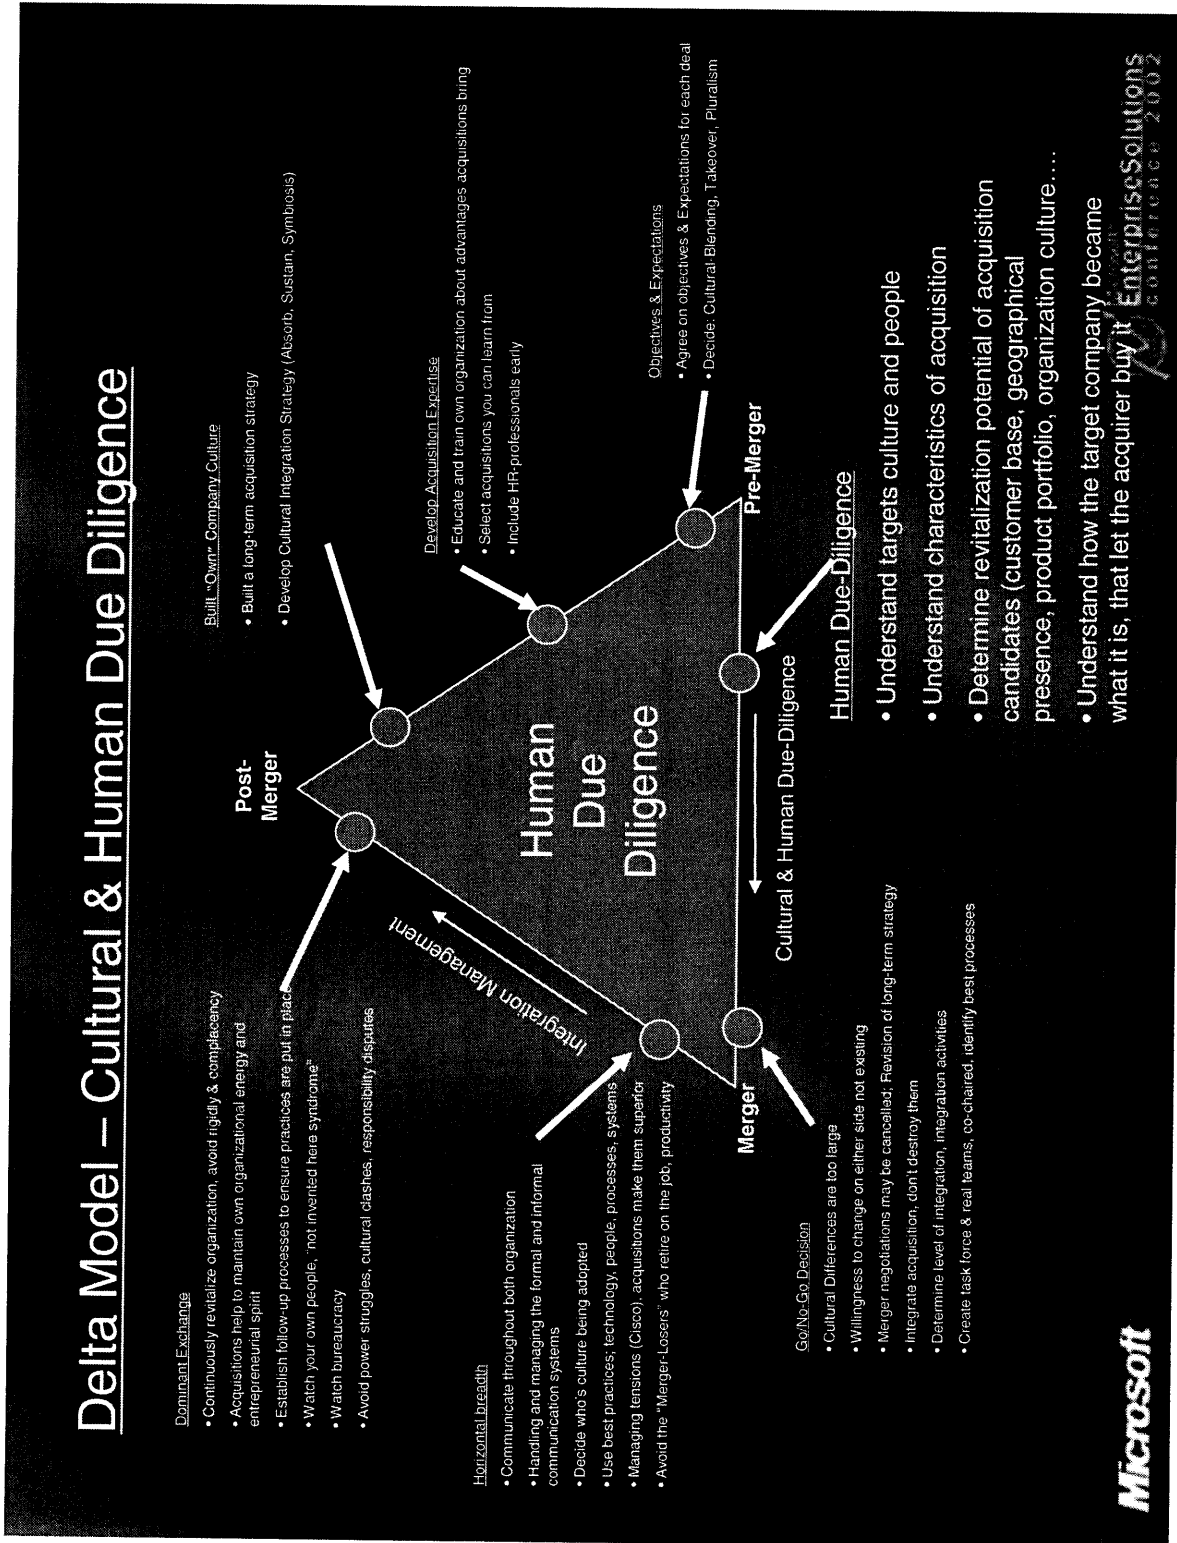 Delta Model – Cultural & Human Due Diligence
Dominant Exchange
• Continuously revitalize organization, avoid rigidly & complacency
• Acquisitions help to maintain own organizational energy and
entrepreneurial spirit
• Establish follow-up processes to ensure practices are put in place
• Watch your own people, "not invented here syndrome"
• Watch bureaucracy
• Avoid power struggles, cultural clashes, responsibility disputes
Post-
Merger
Built "Own" Company Culture
• Built a long-term acquisition strategy
• Develop Cultural Integration Strategy (Absorb, Sustain, Symbiosis)
Horizontal breadth
• Communicate throughout both organization
• Handling and managing the formal and informal
communication systems
• Decide who's culture being adopted
• Use best practices; technology, people, processes, systems
• Managing tensions (Cisco), acquisitions make them superior
• Avoid the "Merger-Losers" who retire on the job, productivity
Integration Management
Human
Due
Diligence
Develop Acquisition Expertise
• Educate and train own organization about advantages acquisitions bring
• Select acquisitions you can learn from
• Include HR-professionals early
Objectives & Expectations
• Agree on objectives & Expectations for each deal
• Decide: Cultural-Blending, Takeover, Pluralism
Merger
Pre-Merger
Cultural & Human Due-Diligence
Go/No-Go Decision
• Cultural Differences are too large
• Willingness to change on either side not existing
• Merger negotiations may be cancelled; Revision of long-term strategy
• Integrate acquisition, don't destroy them
• Determine level of integration, integration activities
• Create task force & real teams, co-chaired, identify best processes
Human Due-Diligence
• Understand targets culture and people
• Understand characteristics of acquisition
• Determine revitalization potential of acquisition
candidates (customer base, geographical
presence, product portfolio, organization culture....
• Understand how the target company became
what it is, that let the acquirer buy it
Microsoft
EnterpriseSolutions
conference 2002